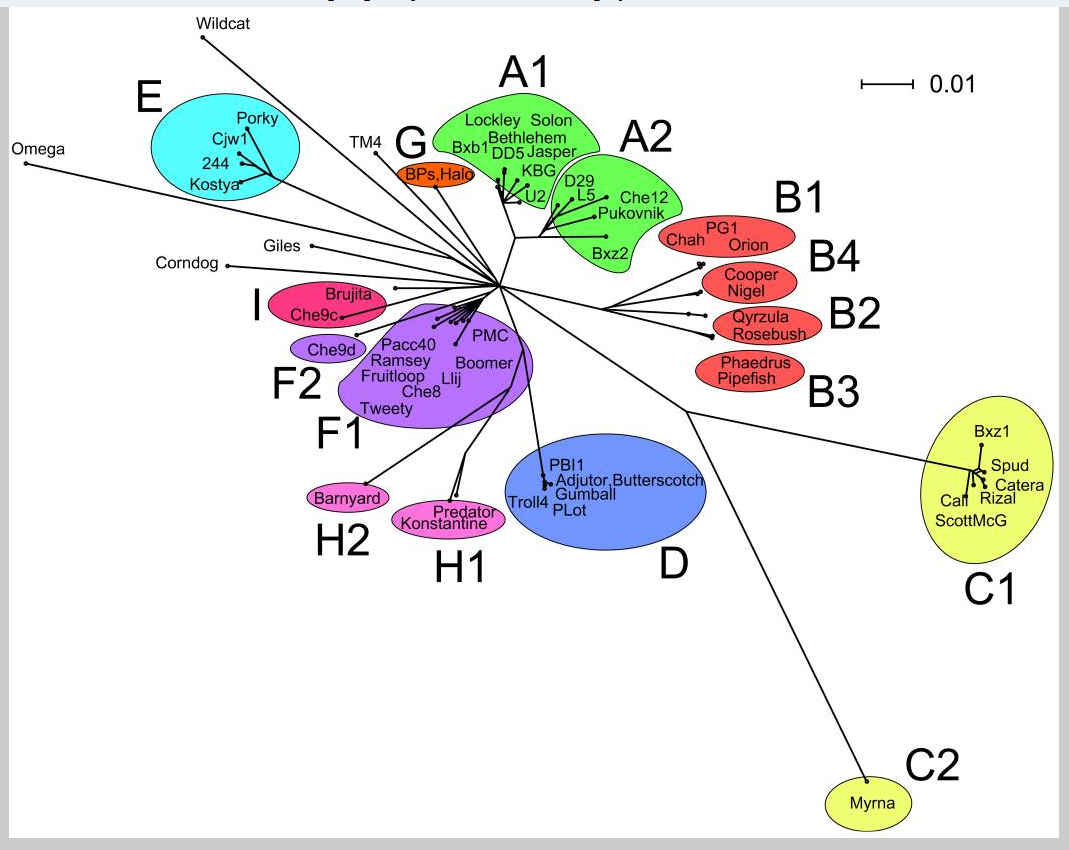 Wildcat
A1
0.01
E
Porky
Lockley Solon
A2
Cjw1
TM4
G
Bethlehem
Bxb1
DD5 Jasper
Omega
244
BPs,Halo
KBG
Kostya
U2
D29
L5
Che12
Pukovnik
B1
Giles
Bxz2
PG1
Chah
Orion
Corndog
B4
Cooper
Nigel
I
Brujita
Che9c
B2
Qyrzula
Rosebush
Che9d
PMC
Pacc40
Ramsey
Boomer
Phaedrus
Pipefish
F2
Fruitloop
Llij
Che8
B3
Tweety
F1
Bxz1
PBI1
Spud
Adjutor,Butterscotch
Catera
Barnyard
Troll4
Gumball
Cali
Rizal
Predator
PLot
Konstantine
ScottMcG
H2
H1
D
C1
C2
Myrna